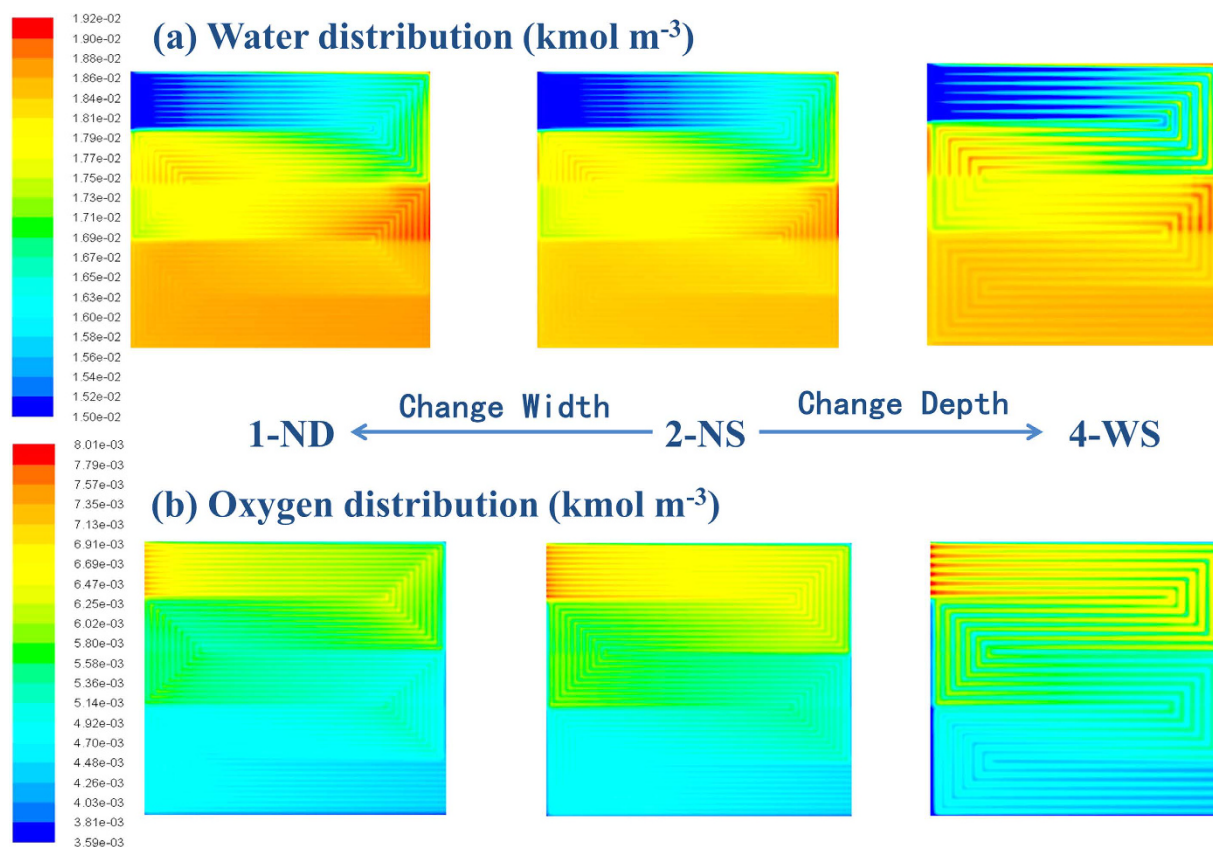 1.92e-02
1.90e-02
1.88e-02
1.86e-02
1.84e-02
1.81e-02
1.79e-02
1.77e-02
1.75e-02
1.73e-02
1.71e-02
1.69e-02
1.67e-02
1.65e-02
1.63e-02
1.60e-02
1.58e-02
1.56e-02
1.54e-02
1.52e-02
1.50e-02
(a) Water distribution (kmol m⁻³)
Change Width
Change Depth
1-ND
2-NS
4-WS
8.01e-03
7.79e-03
7.57e-03
7.35e-03
7.13e-03
6.91e-03
6.69e-03
6.47e-03
6.25e-03
6.02e-03
5.80e-03
5.58e-03
5.36e-03
5.14e-03
4.92e-03
4.70e-03
4.48e-03
4.26e-03
4.03e-03
3.81e-03
3.59e-03
(b) Oxygen distribution (kmol m⁻³)